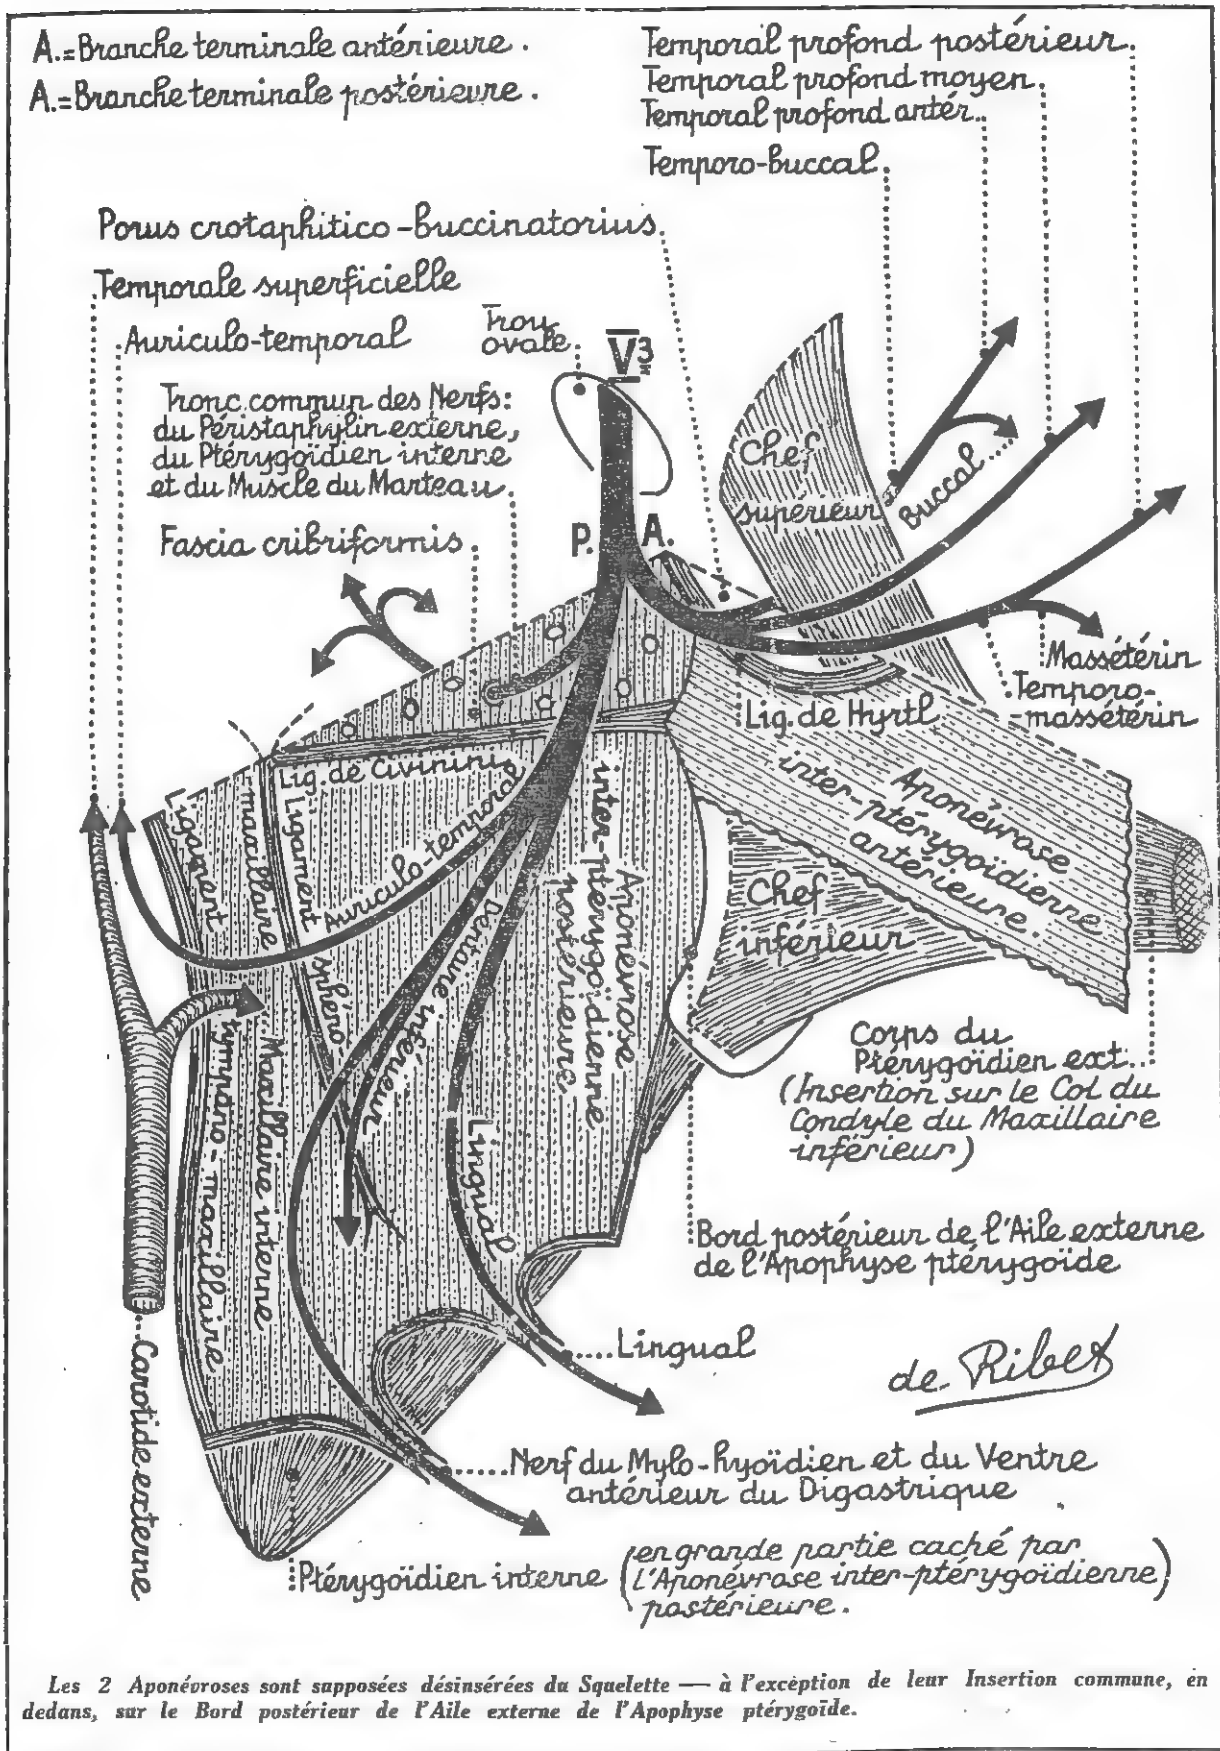 A.=Branche terminale antérieure.
A.=Branche terminale postérieure.
Temporal profond postérieur.
Temporal profond moyen.
Temporal profond antér.
Temporo-buccal.
Porus crotaphitico-buccinatorius.
Temporale superficielle
Auriculo-temporal
Trou
ovale.
V3
Tronc commun des Nerfs:
du Péristaphylin externe,
du Ptérygoïdien interne
et du Muscle du Marteau.
Fascia cribriformis.
P.
A.
Chef
supérieur
Buccal
Massétérin
Temporo-
-massétérin
Lig. de Hyrtl
Lig. de Civinini
Aponévrose
inter-ptérygoïdienne
antérieure.
Chef
inférieur
Ligament
tympano-maxillaire
Maxillaire interne
maxillaire
Ligament sphéno-
Auriculo-temporal
Dentaire inférieur
Aponévrose
inter-ptérygoïdienne
postérieure
Lingual
Corps du
Ptérygoïdien ext.
(Insertion sur le Col du
Condyle du Maxillaire
inférieur)
Bord postérieur de l'Aile externe
de l'Apophyse ptérygoïde
Lingual
de Ribet
Carotide externe
Nerf du Mylo-hyoïdien et du Ventre
antérieur du Digastrique
Ptérygoïdien interne
(en grande partie caché par
l'Aponévrose inter-ptérygoïdienne)
postérieure.
Les 2 Aponévroses sont supposées désinsérées du Squelette — à l'exception de leur Insertion commune, en
dedans, sur le Bord postérieur de l'Aile externe de l'Apophyse ptérygoïde.